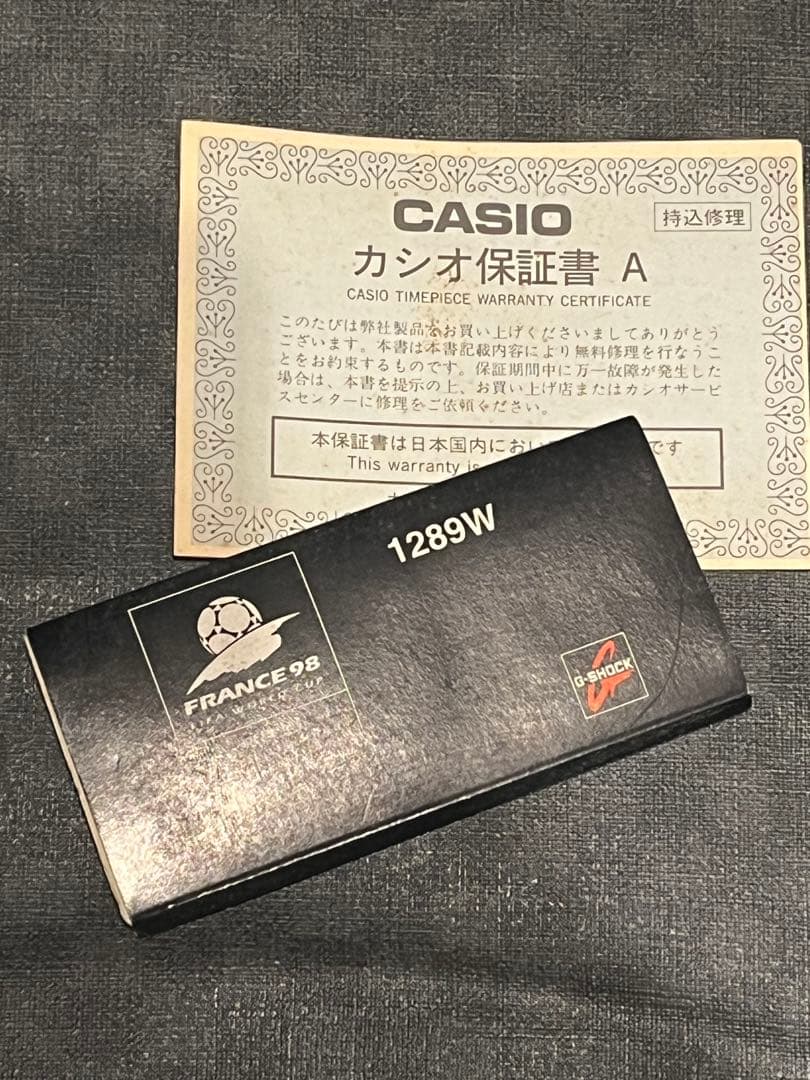 CASIO
持込修理
カシオ保証書 A
CASIO TIMEPIECE WARRANTY CERTIFICATE
このたびは弊社製品をお買い上げくださいましてありがとう
ございます。本書は本書記載内容により無料修理を行なうこ
とをお約束するものです。保証期間中に万一故障が発生した
場合は、本書を提示の上、お買い上げ店またはカシオサービ
スセンターに修理をご依頼ください。
本保証書は日本国内におい
です
This warranty is
1289W
FRANCE 98
FIFA WORLD CUP
G-SHOCK